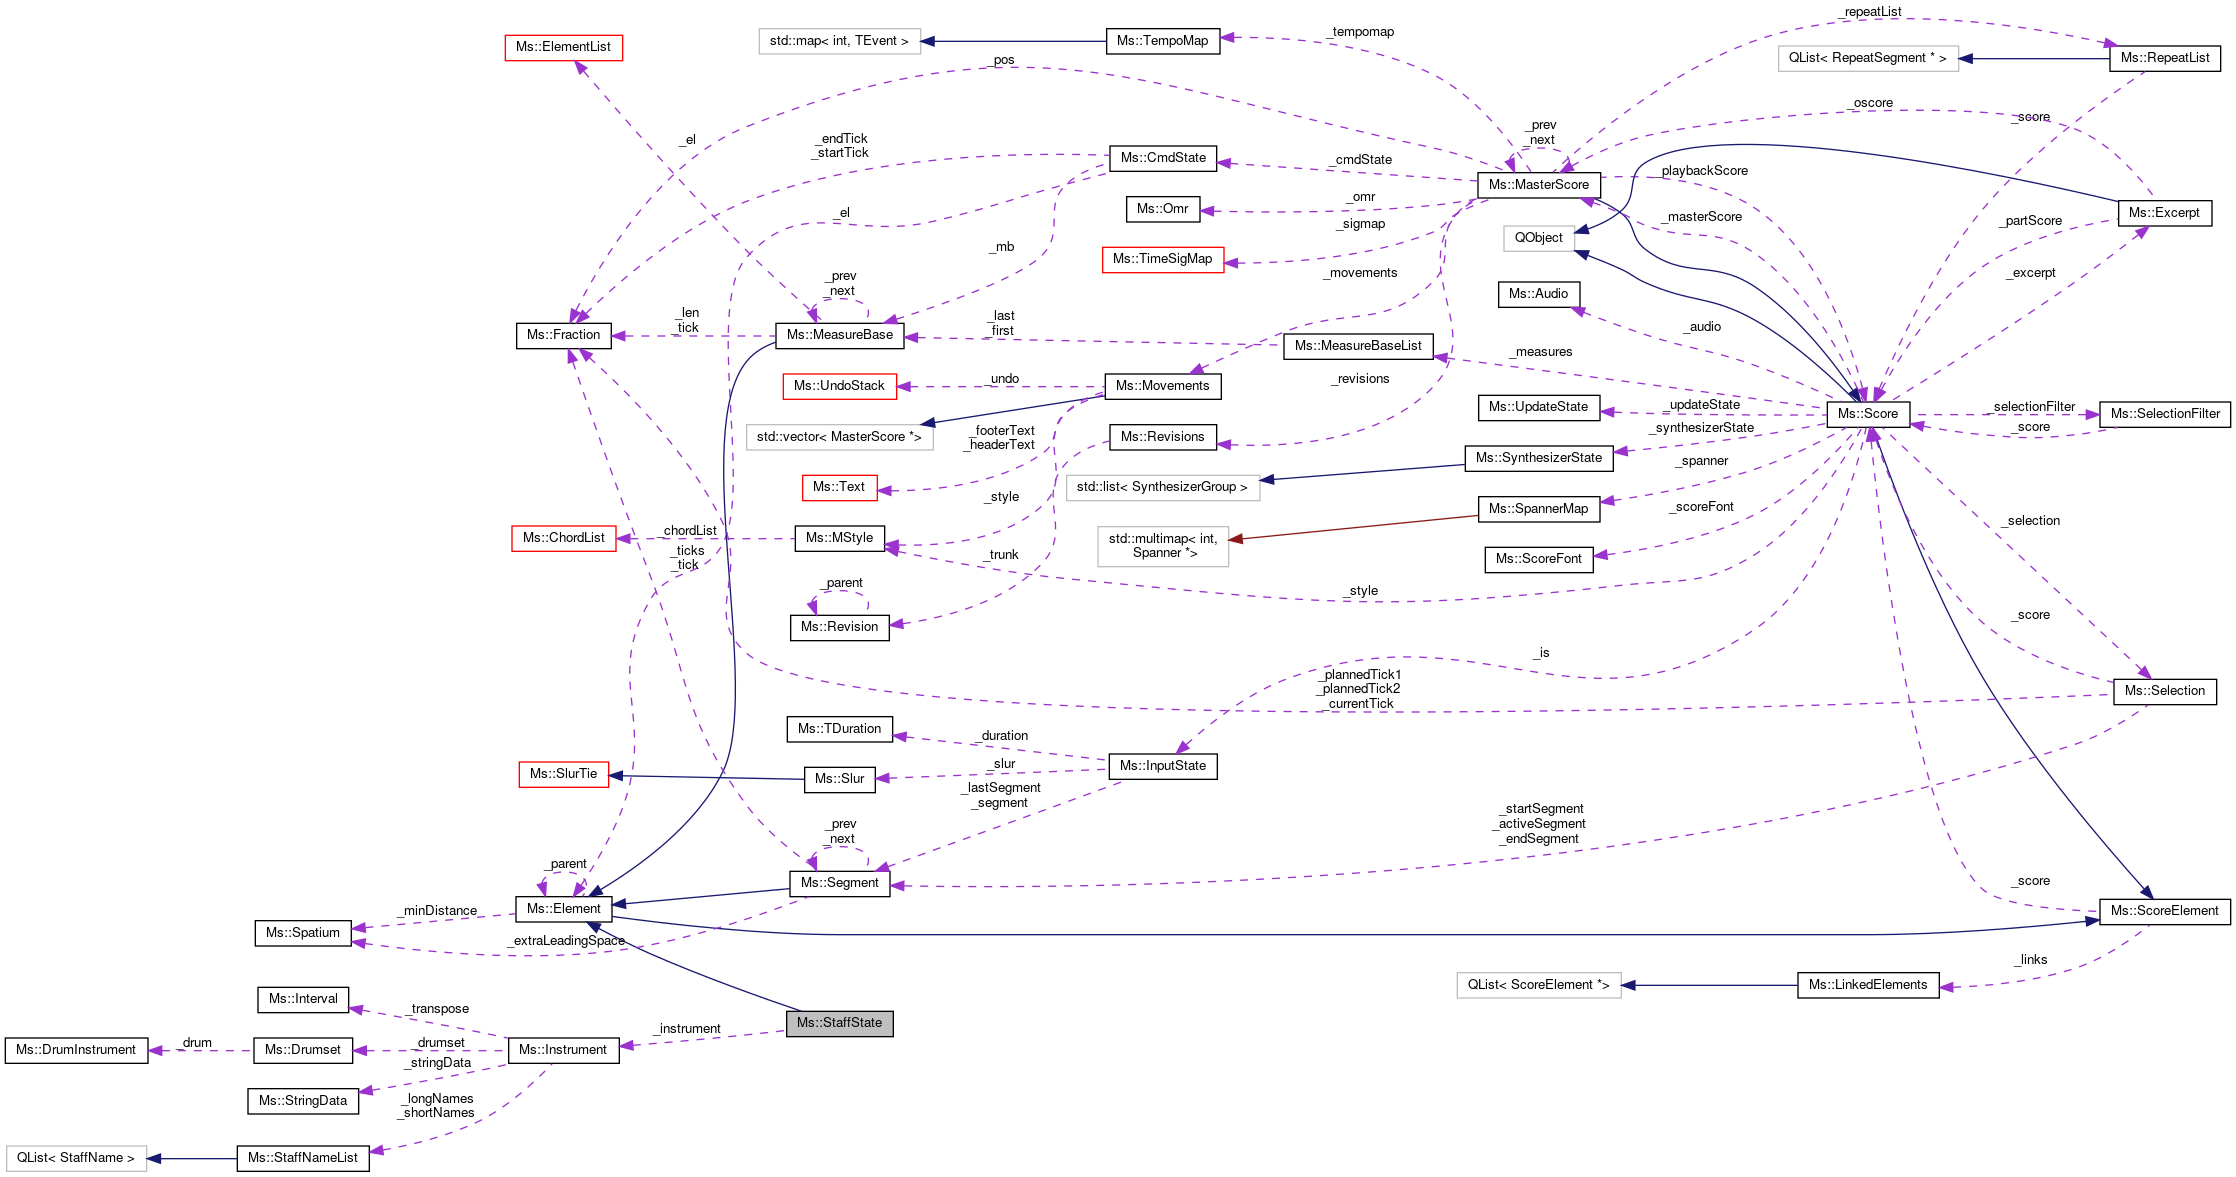 _repeatList
Ms::ElementList
std::map< int, TEvent >
Ms::TempoMap
_tempomap
QList< RepeatSegment * >
Ms::RepeatList
_pos
_oscore
_score
_el
_endTick
_startTick
Ms::CmdState
_cmdState
_prev
_next
Ms::MasterScore
_playbackScore
_omr
Ms::Omr
_el
_sigmap
_masterScore
_partScore
Ms::Excerpt
QObject
_mb
Ms::TimeSigMap
_movements
_excerpt
_prev
_next
Ms::Audio
_audio
_len
_tick
Ms::Fraction
Ms::MeasureBase
_last
_first
Ms::MeasureBaseList
_measures
Ms::UndoStack
_undo
Ms::Movements
_revisions
Ms::UpdateState
_updateState
Ms::Score
_selectionFilter
_score
Ms::SelectionFilter
std::vector< MasterScore *>
_footerText
_headerText
Ms::Revisions
_synthesizerState
Ms::SynthesizerState
_spanner
Ms::Text
_style
std::list< SynthesizerGroup >
Ms::SpannerMap
_scoreFont
_selection
Ms::ChordList
_chordList
Ms::MStyle
std::multimap< int,
Spanner *>
Ms::ScoreFont
_ticks
_tick
_trunk
_parent
_style
Ms::Revision
_score
_is
_plannedTick1
_plannedTick2
_currentTick
Ms::Selection
Ms::TDuration
_duration
Ms::SlurTie
Ms::Slur
_slur
Ms::InputState
_lastSegment
_segment
_startSegment
_activeSegment
_endSegment
_prev
_next
_parent
Ms::Segment
_score
Ms::Element
_minDistance
Ms::Spatium
_extraLeadingSpace
Ms::ScoreElement
_links
QList< ScoreElement *>
Ms::LinkedElements
Ms::Interval
_transpose
Ms::StaffState
_instrument
Ms::DrumInstrument
_drum
Ms::Drumset
_drumset
Ms::Instrument
_stringData
Ms::StringData
_longNames
_shortNames
QList< StaffName >
Ms::StaffNameList